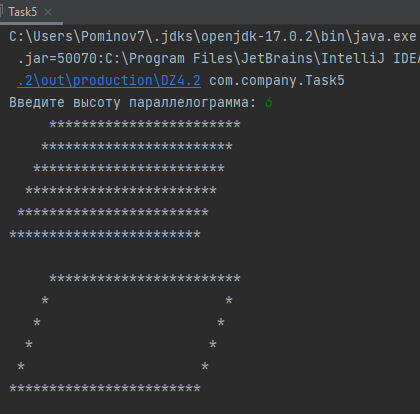 Task5
C:\Users\Pominov7\.jdks\openjdk-17.0.2\bin\java.exe
 .jar=50070:C:\Program Files\JetBrains\IntelliJ IDEA
 .2\out\production\DZ4.2 com.company.Task5
Введите высоту параллелограмма: 6
     ************************
    ************************
   ************************
  ************************
 ************************
************************

     ************************
    *                      *
   *                      *
  *                      *
 *                      *
************************